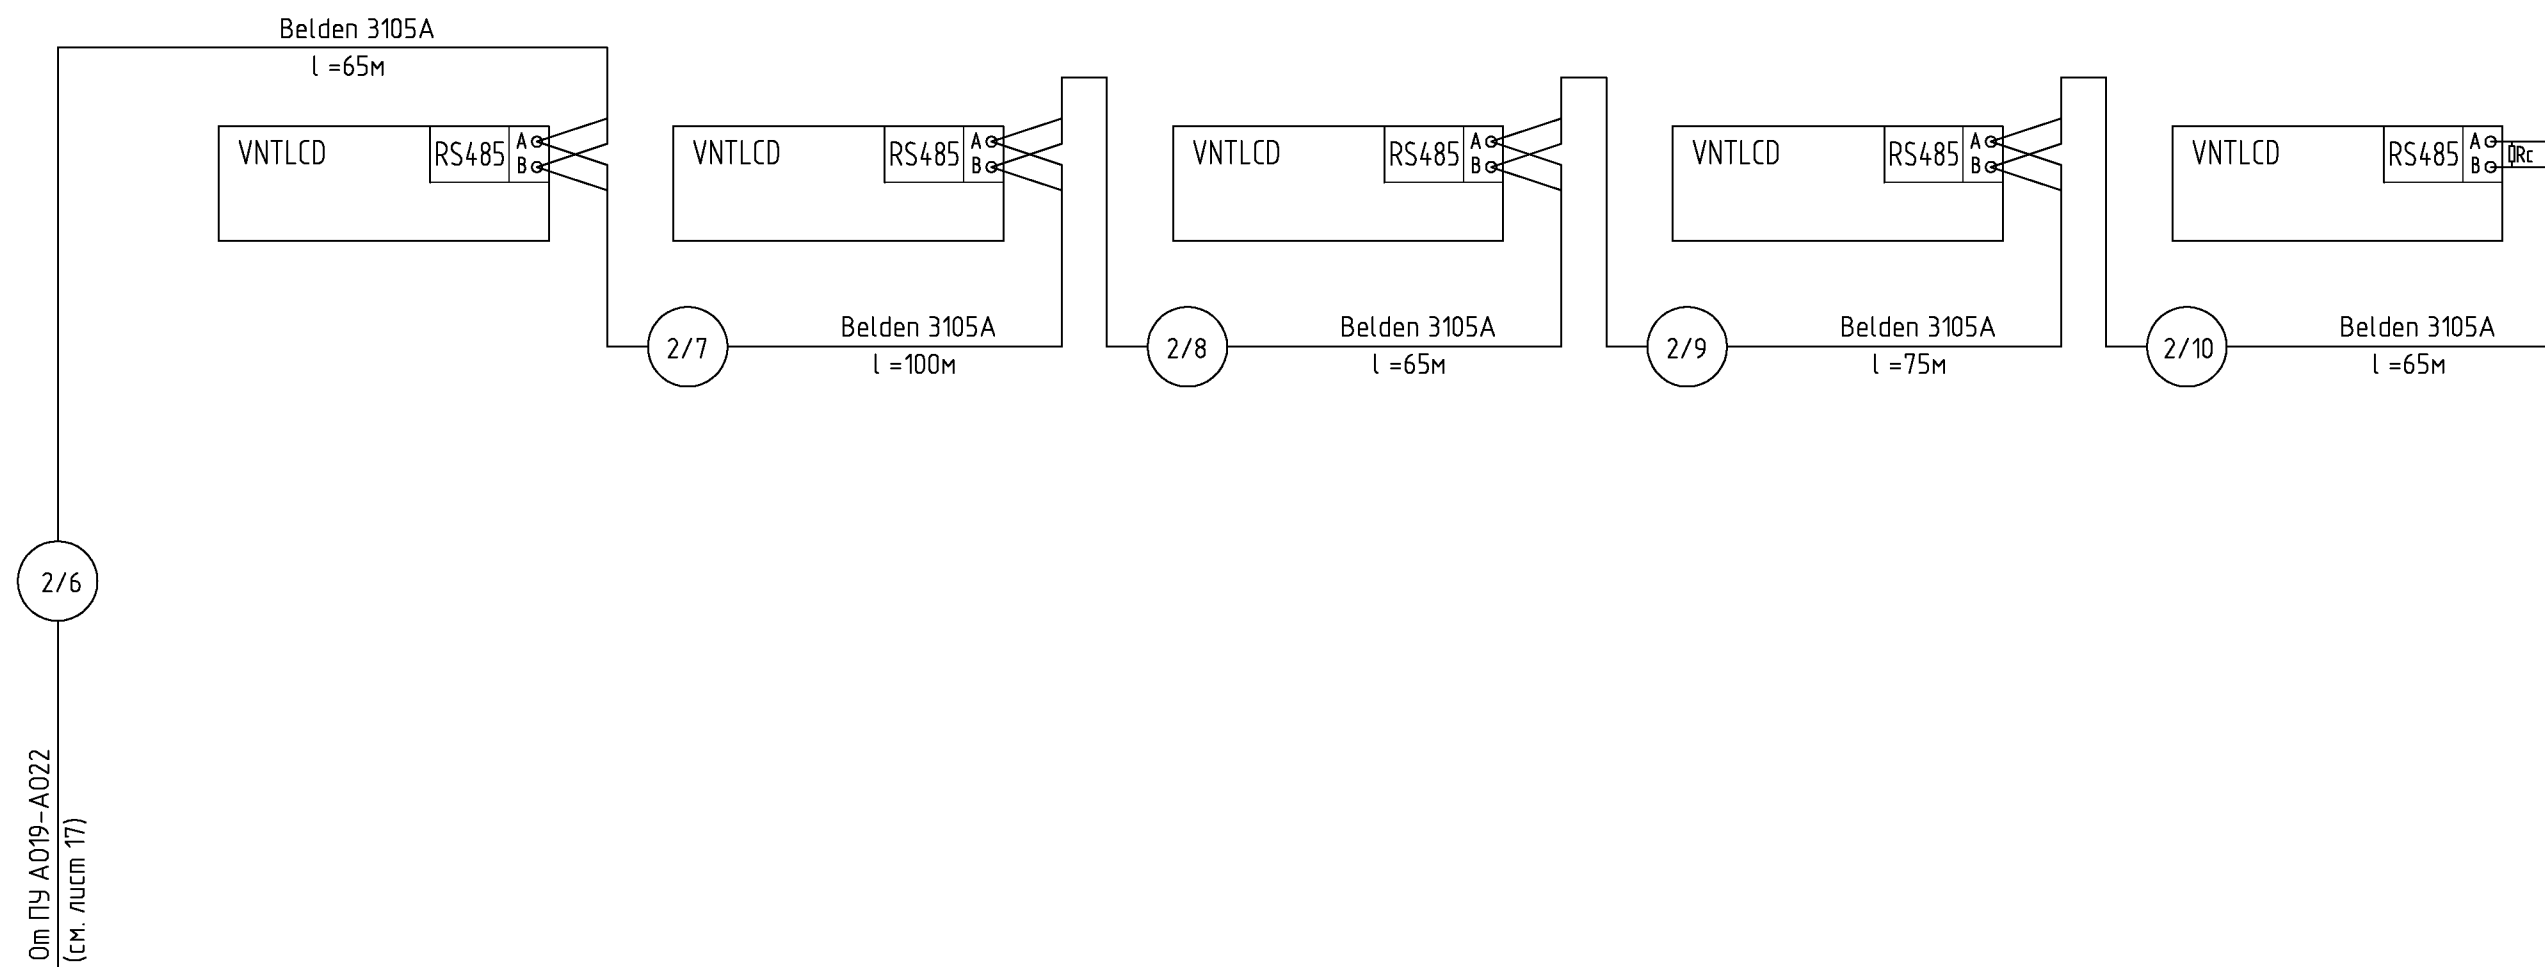 Belden 3105A
l =65м
VNTLCD
RS485
A
B
VNTLCD
RS485
A
B
VNTLCD
RS485
A
B
VNTLCD
RS485
A
B
VNTLCD
RS485
A
B
Rc
2/7
Belden 3105A
l =100м
2/8
Belden 3105A
l =65м
2/9
Belden 3105A
l =75м
2/10
Belden 3105A
l =65м
2/6
От ПУ А019-А022
(см. лист 17)